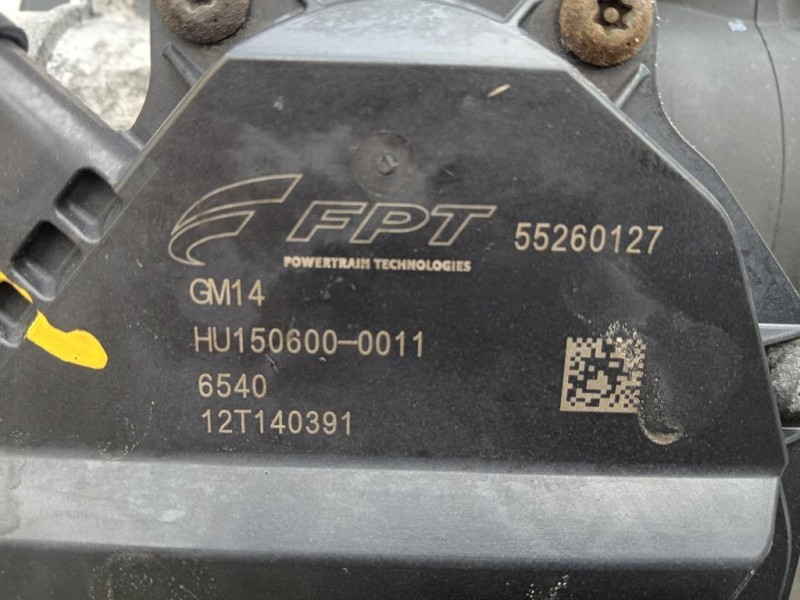 FPT 55260127
POWERTRAIN TECHNOLOGIES
GM14
HU150600-0011
6540
12T140391